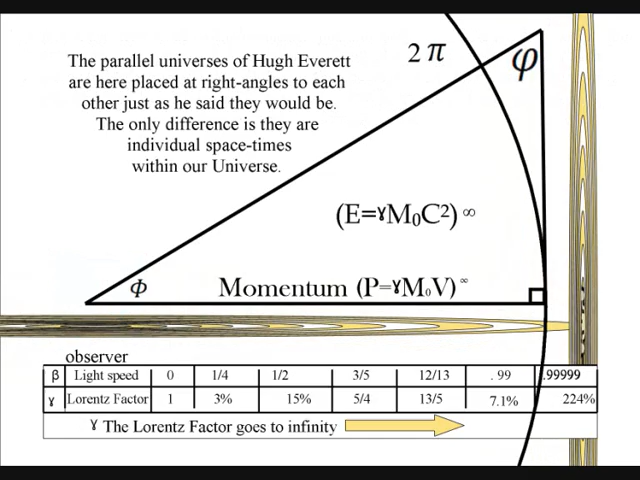 The parallel universes of Hugh Everett
are here placed at right-angles to each
other just as he said they would be.
The only difference is they are
individual space-times
within our Universe.
2 π
φ
(E=ɤM₀C²) ∞
Φ
Momentum (P=ɤM₀V) ∞
observer
β Light speed 0 1/4 1/2 3/5 12/13 . 99 .99999
ɤ Lorentz Factor 1 3% 15% 5/4 13/5 7.1% 224%
ɤ The Lorentz Factor goes to infinity